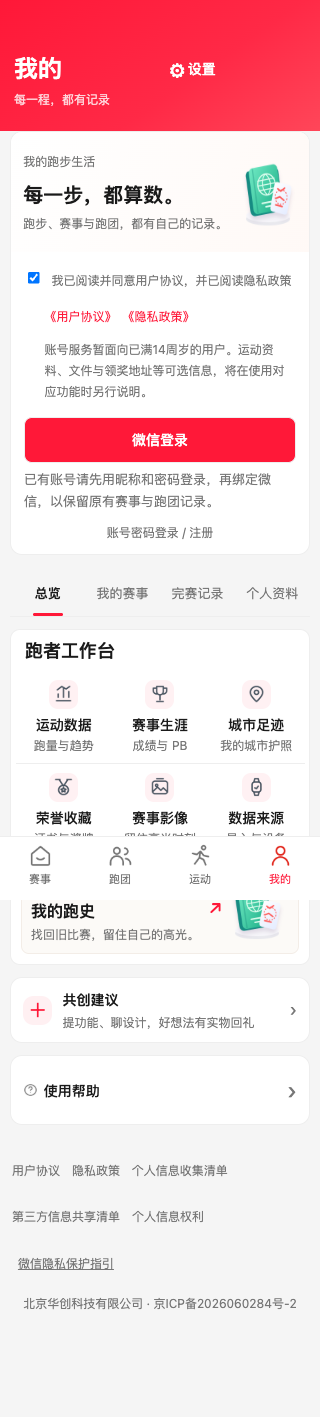 我的
设置
每一程，都有记录
我的跑步生活
每一步，都算数。
跑步、赛事与跑团，都有自己的记录。
我已阅读并同意用户协议，并已阅读隐私政策
《用户协议》 《隐私政策》
账号服务暂面向已满14周岁的用户。运动资
料、文件与领奖地址等可选信息，将在使用对
应功能时另行说明。
微信登录
已有账号请先用昵称和密码登录，再绑定微
信，以保留原有赛事与跑团记录。
账号密码登录 / 注册
总览 我的赛事 完赛记录 个人资料
跑者工作台
运动数据 赛事生涯 城市足迹
跑量与趋势 成绩与 PB 我的城市护照
荣誉收藏 赛事影像 数据来源
赛事 跑团 运动 我的
我的跑史
找回旧比赛，留住自己的高光。
共创建议
提功能、聊设计，好想法有实物回礼
使用帮助
用户协议 隐私政策 个人信息收集清单
第三方信息共享清单 个人信息权利
微信隐私保护指引
北京华创科技有限公司 · 京ICP备2026060284号-2